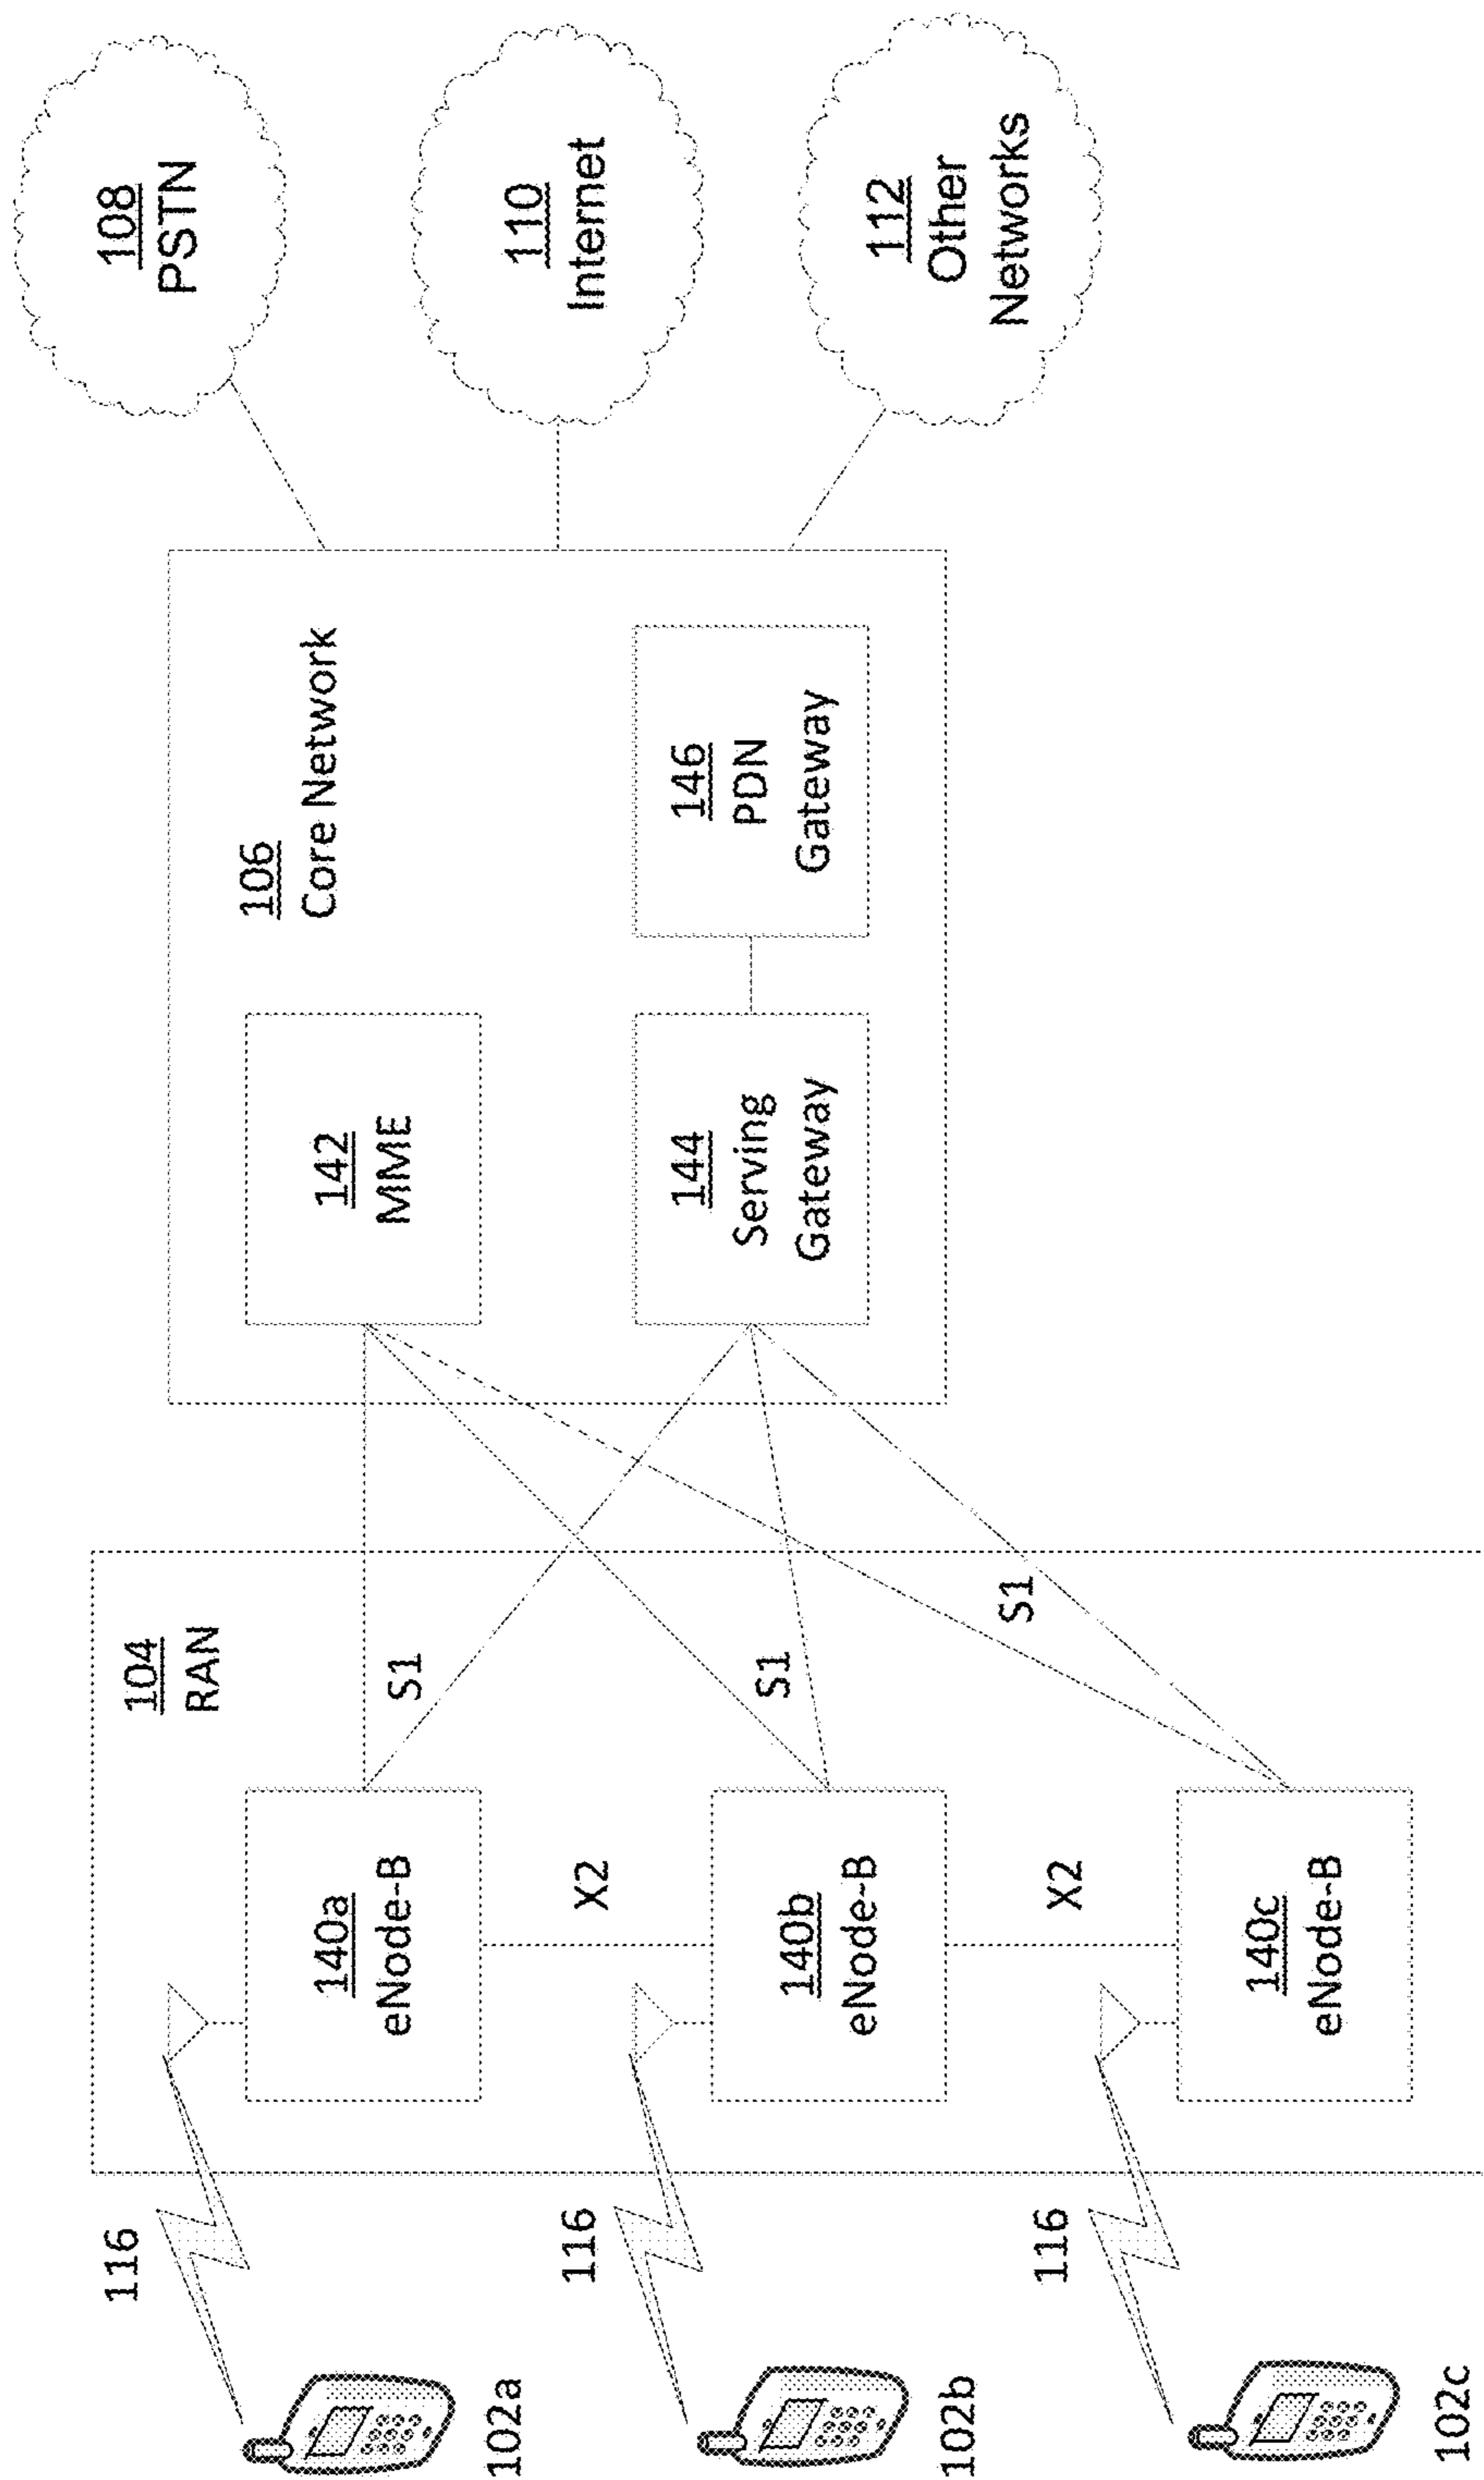 116
102a
116
102b
116
102c
104
RAN
140a
eNode-B
X2
140b
eNode-B
X2
140c
eNode-B
S1
S1
S1
106
Core Network
142
MME
144
Serving
Gateway
146
PDN
Gateway
108
PSTN
110
Internet
112
Other
Networks